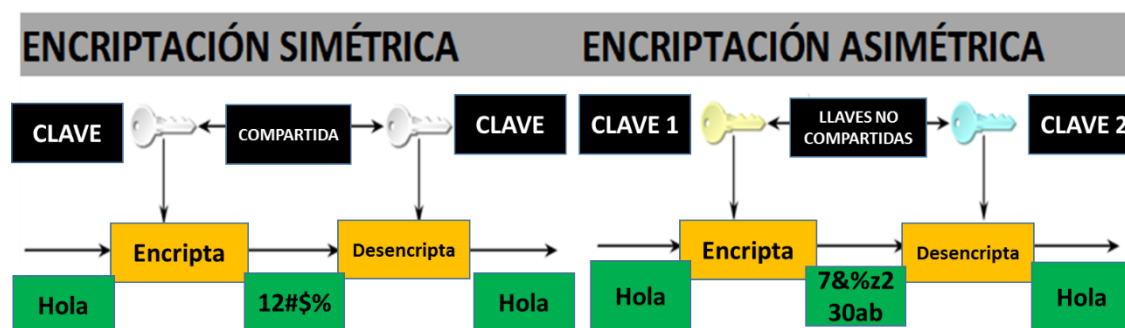 ENCRIPTACIÓN SIMÉTRICA
CLAVE
COMPARTIDA
CLAVE
Encripta
Desencripta
Hola
12#$%
Hola
ENCRIPTACIÓN ASIMÉTRICA
CLAVE 1
LLAVES NO
COMPARTIDAS
CLAVE 2
Encripta
Desencripta
Hola
7&%z2
30ab
Hola